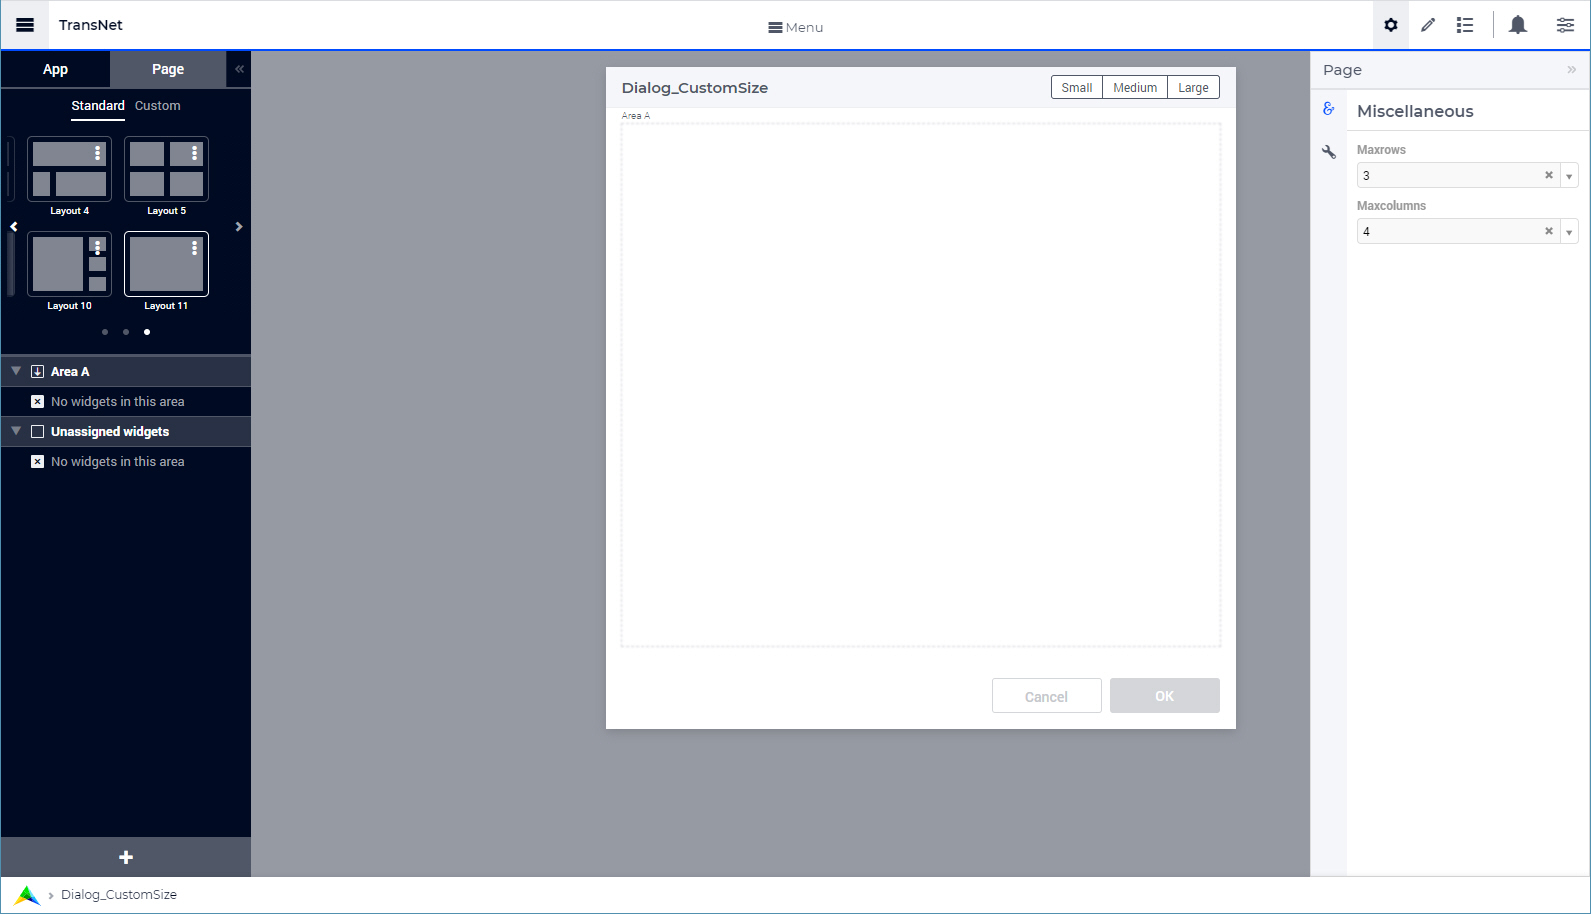 TransNet
Menu
App
Page
Standard
Custom
Layout 4
Layout 5
Layout 10
Layout 11
Area A
No widgets in this area
Unassigned widgets
No widgets in this area
Dialog_CustomSize
Small
Medium
Large
Area A
Cancel
OK
Page
Miscellaneous
Maxrows
3
Maxcolumns
4
Dialog_CustomSize